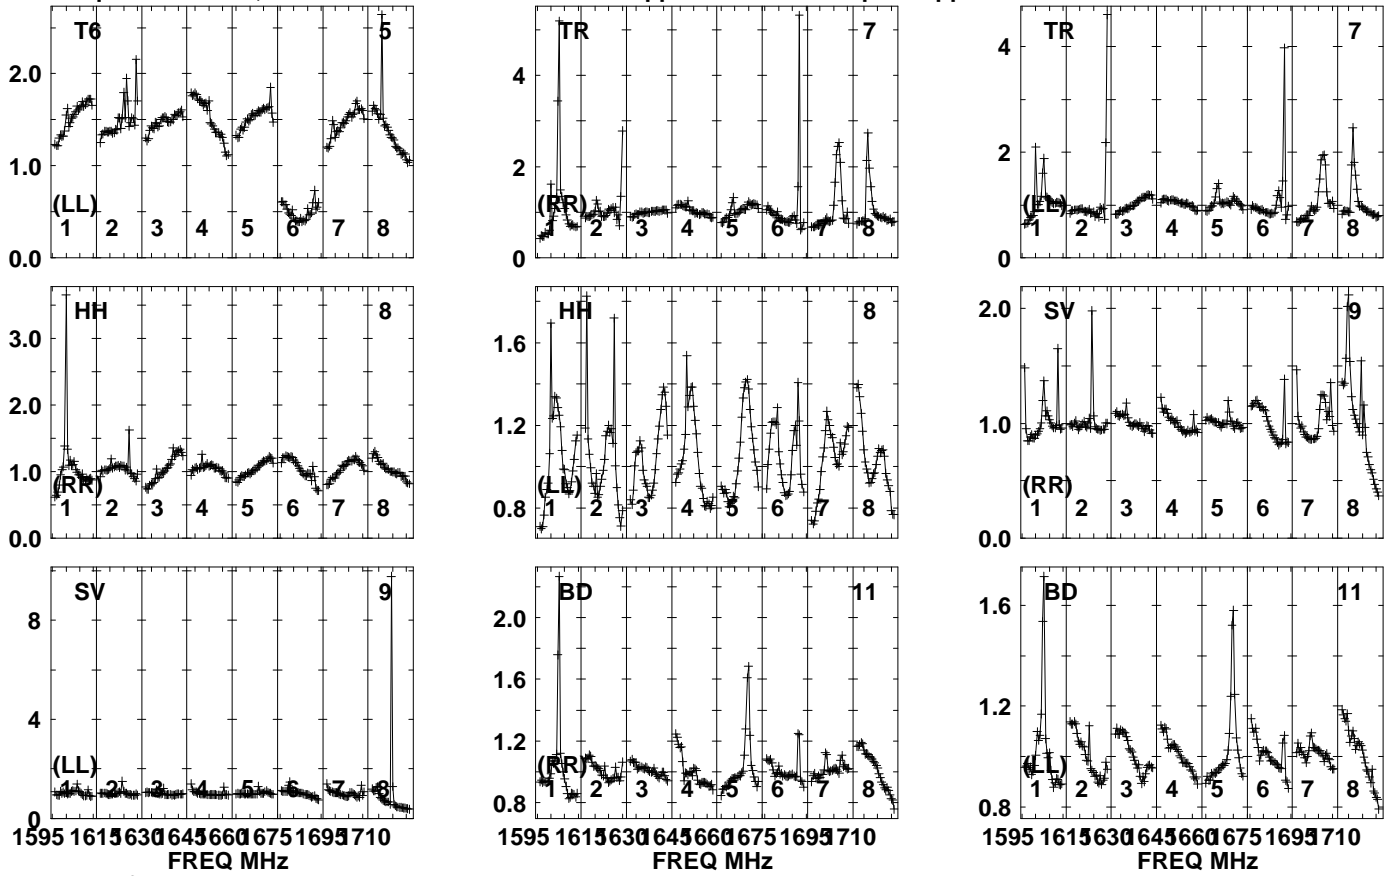 T6 5 TR 7 TR 7
2.0 4 4
1.0 2 2
(LL) (RR) (LL)
1 2 3 4 5 6 7 8 1 2 3 4 5 6 7 8 1 2 3 4 5 6 7 8
0.0 0 0
HH 8 HH 8 SV 9
3.0 1.6 2.0
2.0 1.2 1.0
1.0
(RR) (LL) (RR)
1 2 3 4 5 6 7 8 1 2 3 4 5 6 7 8 1 2 3 4 5 6 7 8
0.0 0.8 0.0
SV 9 BD 11 BD 11
8 2.0 1.6
4 1.6 1.2
1.2
(LL) (RR) (LL)
1 2 3 4 5 6 7 8 1 2 3 4 5 6 7 8 1 2 3 4 5 6 7 8
0 0.8 0.8
1595 1615 1630 1645 1660 1675 1695 1710 1595 1615 1630 1645 1660 1675 1695 1710 1595 1615 1630 1645 1660 1675 1695 1710
FREQ MHz FREQ MHz FREQ MHz